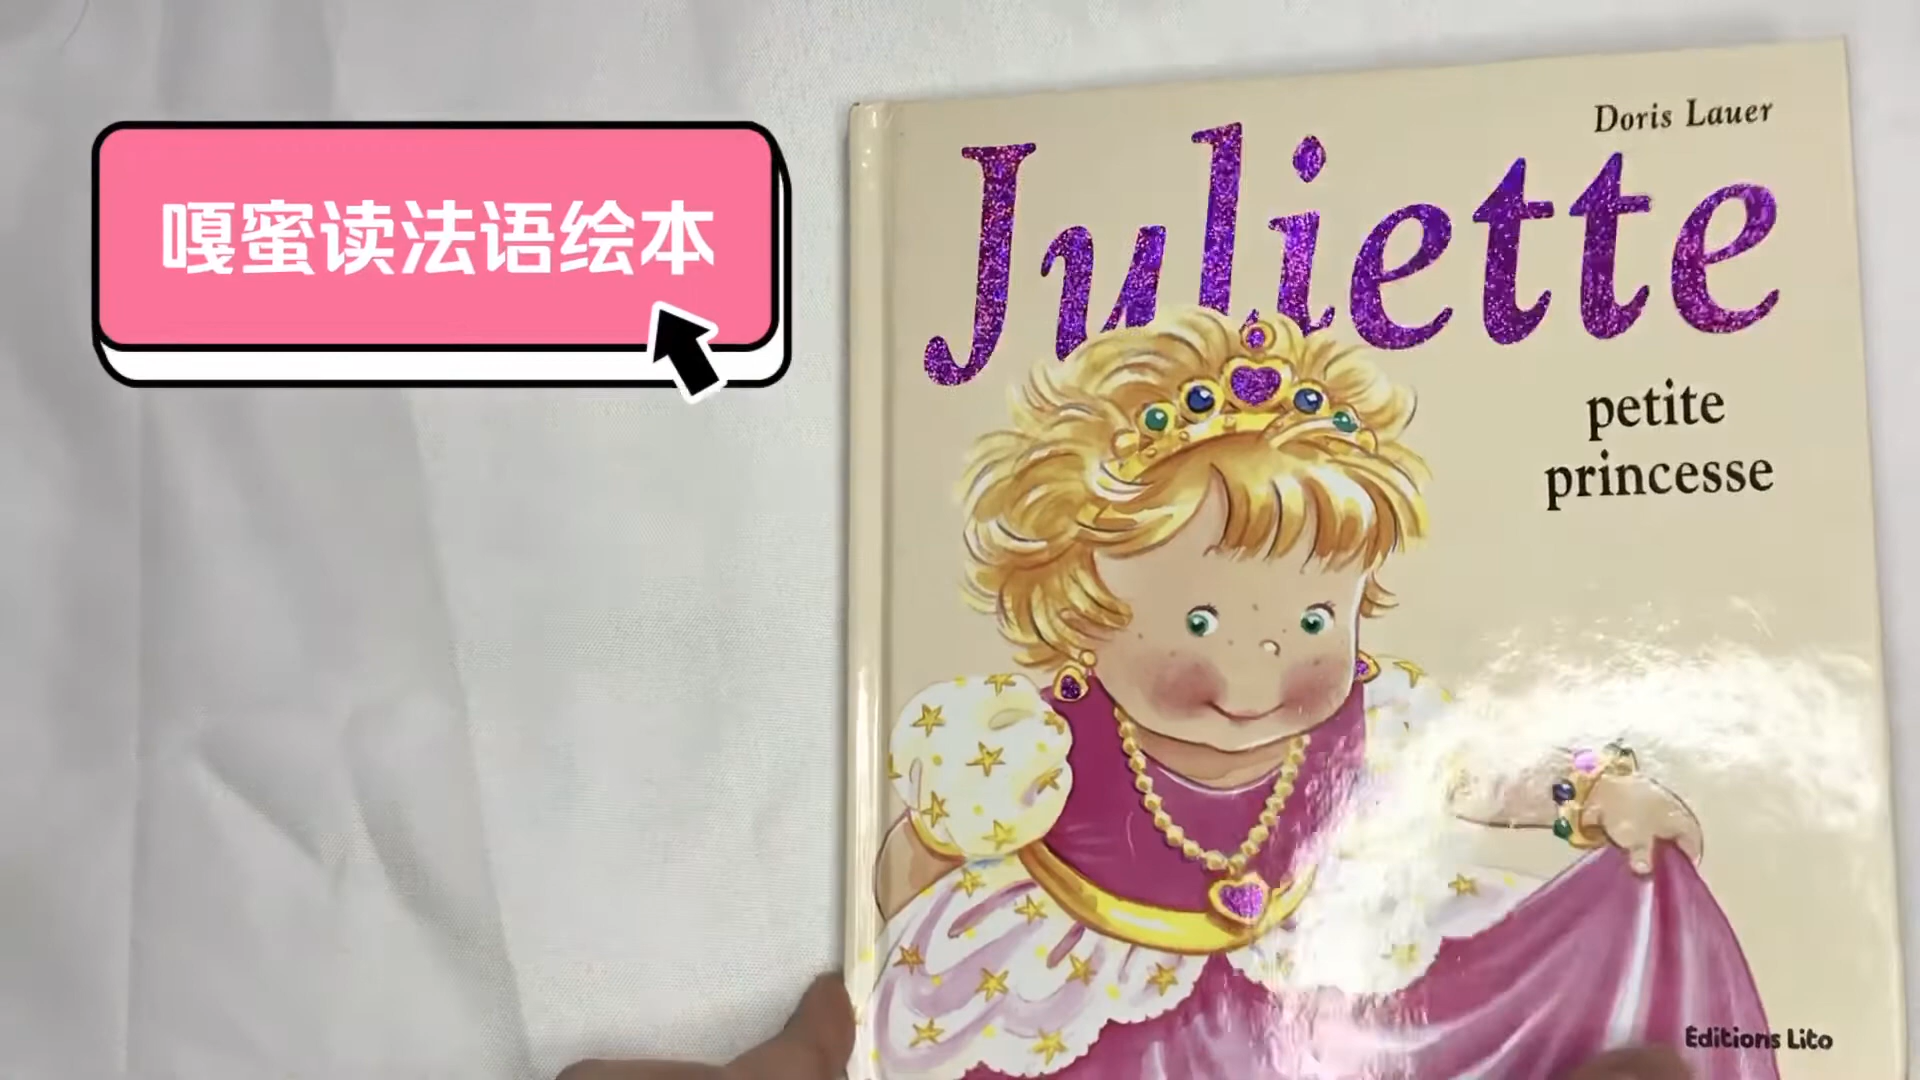 嘎蜜读法语绘本
Doris Lauer
Juliette
petite
princesse
Editions Lito